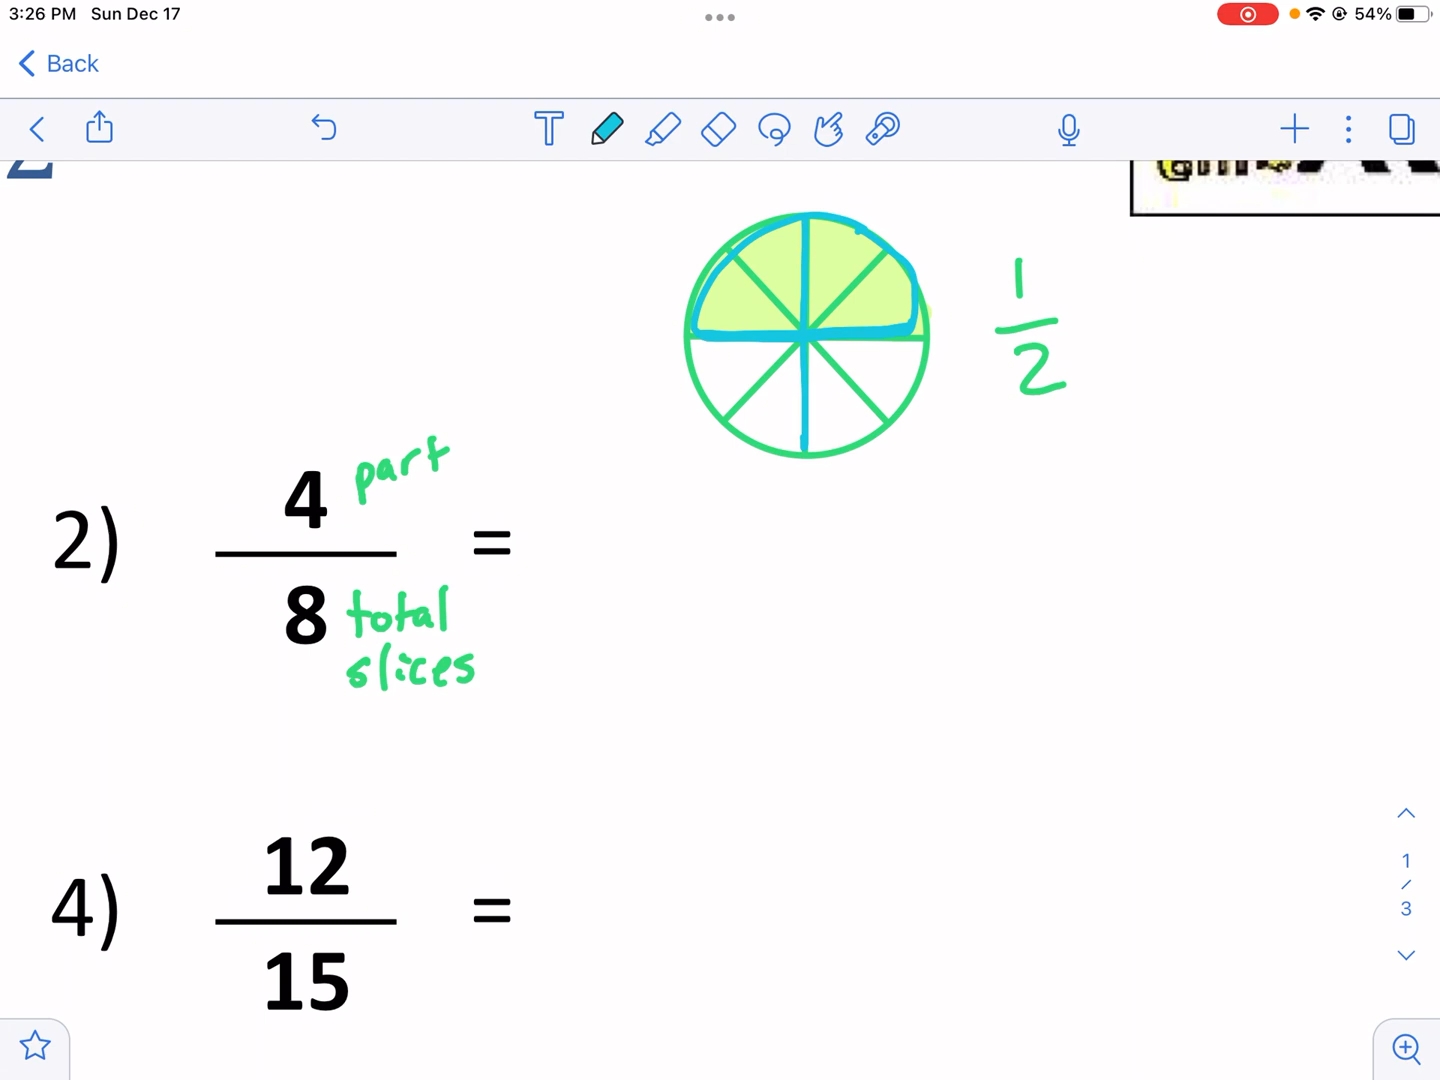 3:26 PM Sun Dec 17
54%
Back
T
1
2
2) 4 part
=
8 total
slices
4) 12
=
15
1
/
3